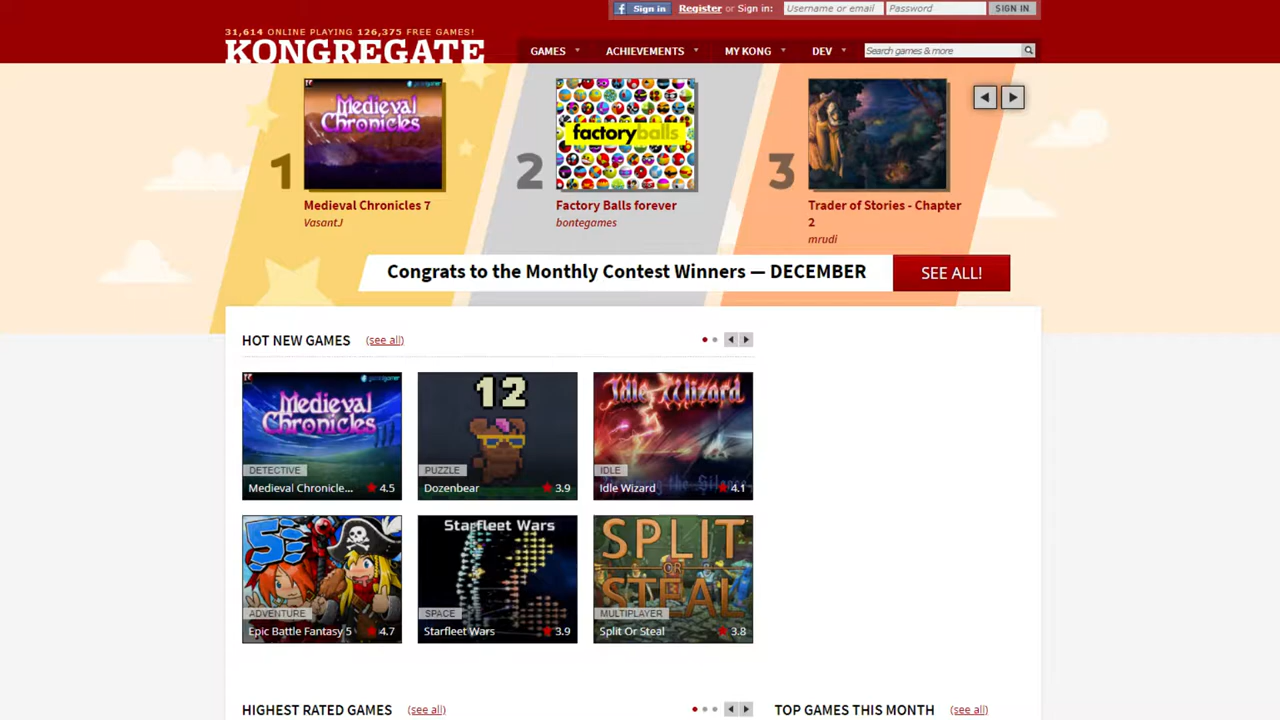 Sign in
Register or Sign in:
Username or email
Password
SIGN IN
31,614 ONLINE PLAYING 126,375 FREE GAMES!
KONGREGATE
GAMES
ACHIEVEMENTS
MY KONG
DEV
Search games & more
1
Medieval Chronicles
Medieval Chronicles 7
VasantJ
2
factoryballs
Factory Balls forever
bontegames
3
Trader of Stories - Chapter
2
mrudi
Congrats to the Monthly Contest Winners — DECEMBER
SEE ALL!
HOT NEW GAMES (see all)
Medieval
Chronicles
DETECTIVE
Medieval Chronicle... 4.5
12
PUZZLE
Dozenbear 3.9
Idle Wizard
IDLE
Idle Wizard 4.1
5
ADVENTURE
Epic Battle Fantasy 5 4.7
Starfleet Wars
SPACE
Starfleet Wars 3.9
SPLIT
OR
STEAL
MULTIPLAYER
Split Or Steal 3.8
HIGHEST RATED GAMES (see all)
TOP GAMES THIS MONTH (see all)